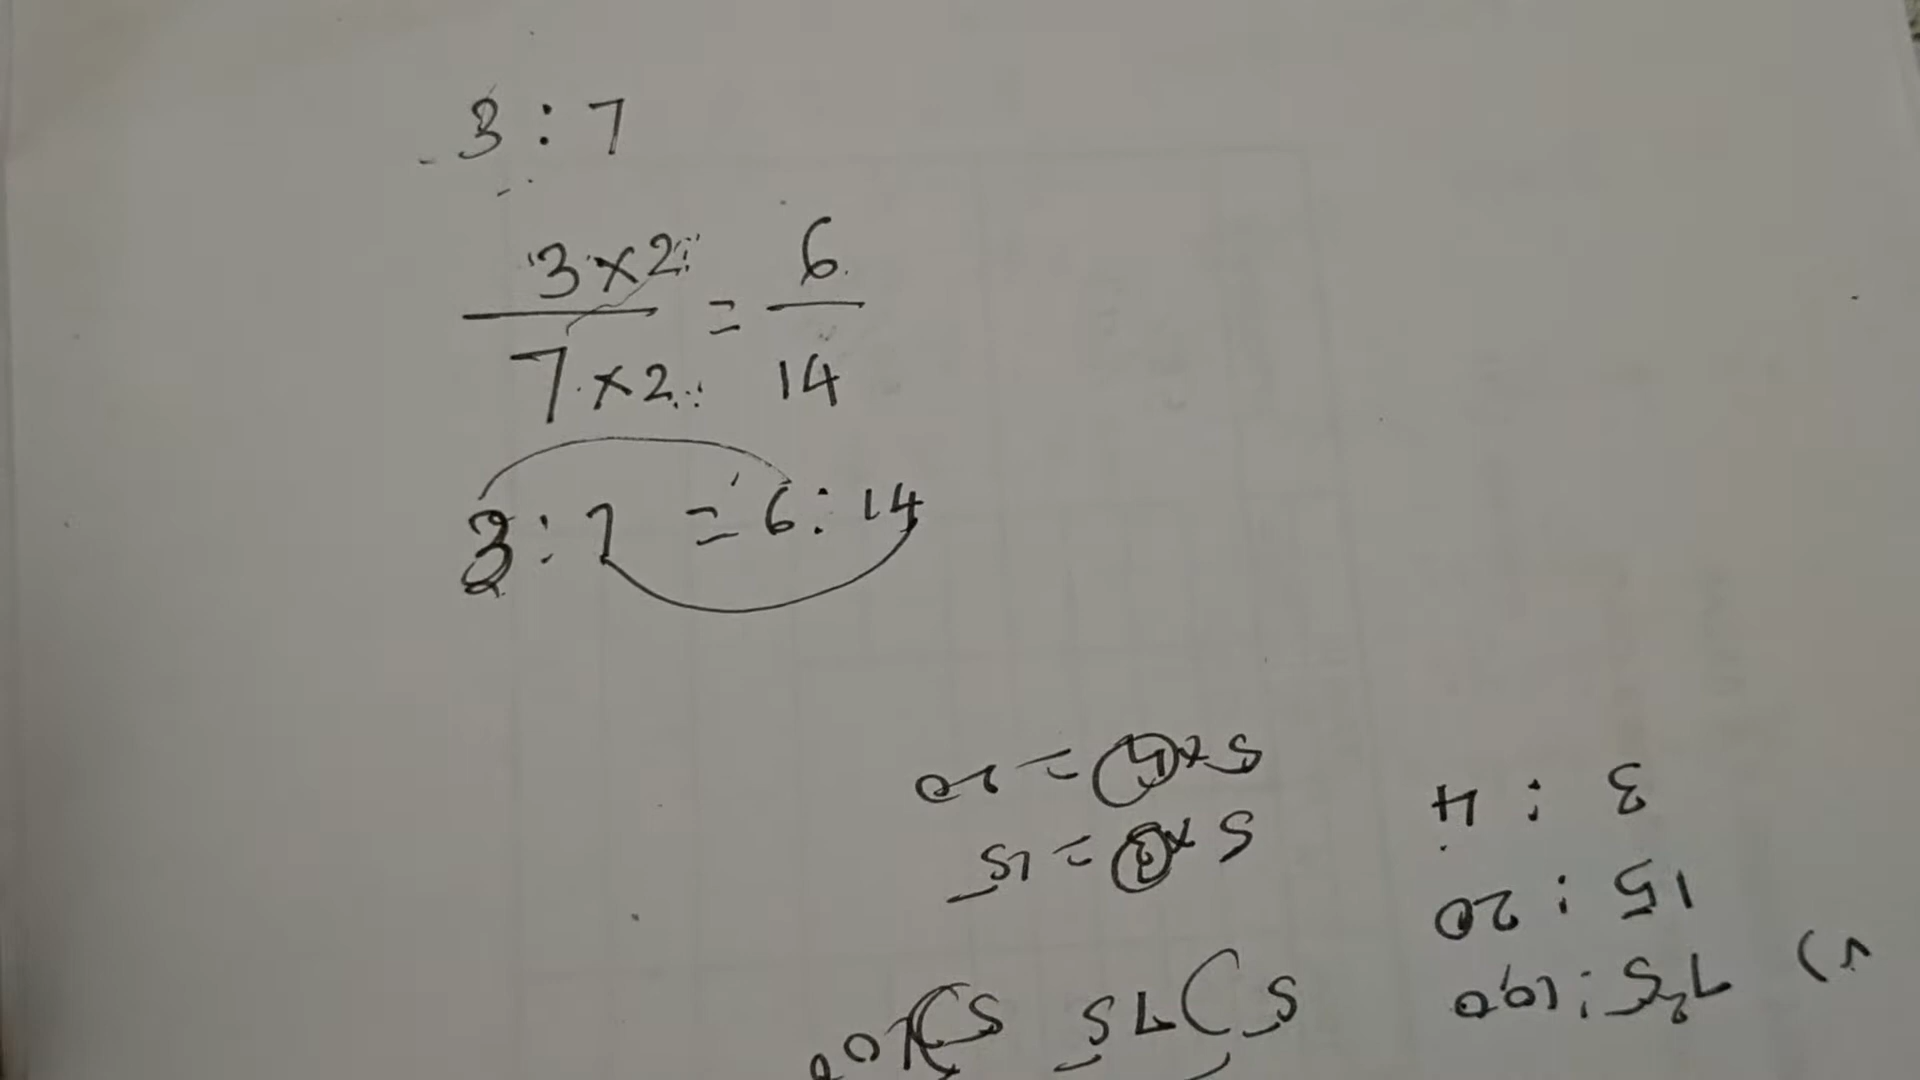 3 : 7
3×2 / 7×2 = 6 / 14
3 : 7 = 6 : 14
v) 75 : 100
15 : 20
3 : 4
5)75 5)100
5×3 = 15
5×4 = 20